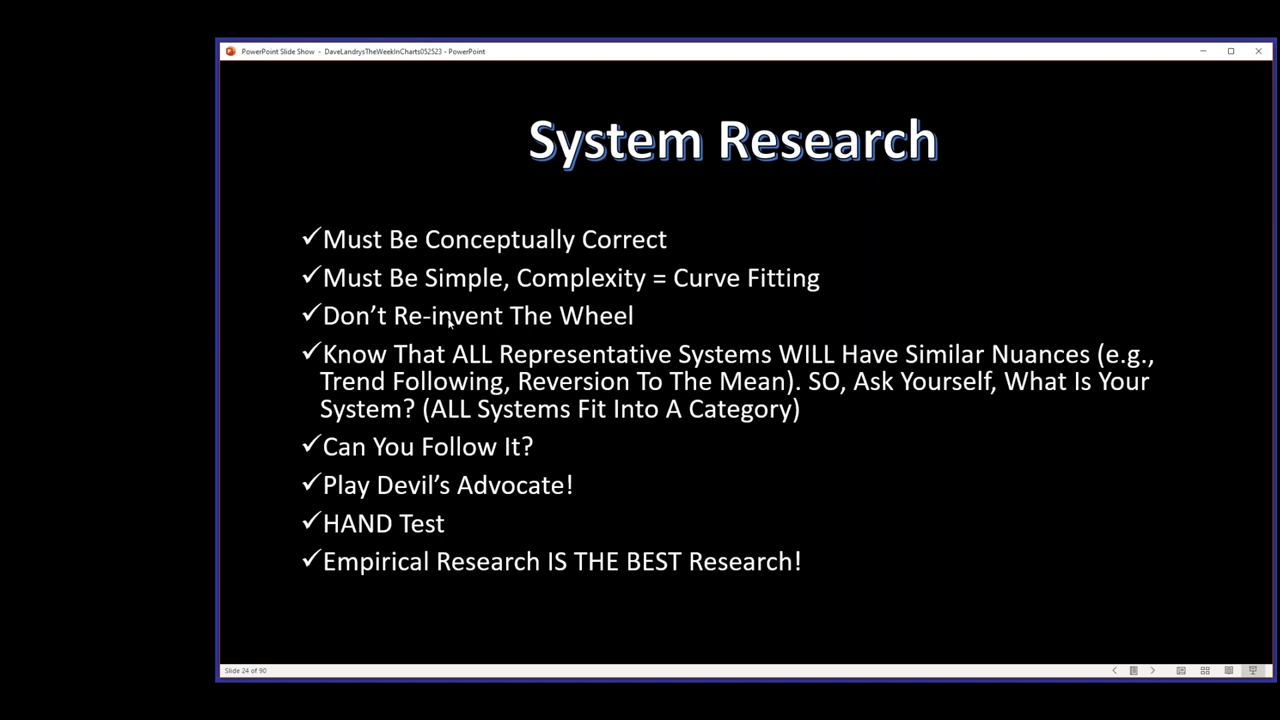 PowerPoint Slide Show - DaveLandrysTheWeekInCharts052523 - PowerPoint
System Research
✓Must Be Conceptually Correct
✓Must Be Simple, Complexity = Curve Fitting
✓Don't Re-invent The Wheel
✓Know That ALL Representative Systems WILL Have Similar Nuances (e.g.,
Trend Following, Reversion To The Mean). SO, Ask Yourself, What Is Your
System? (ALL Systems Fit Into A Category)
✓Can You Follow It?
✓Play Devil's Advocate!
✓HAND Test
✓Empirical Research IS THE BEST Research!
Slide 24 of 90